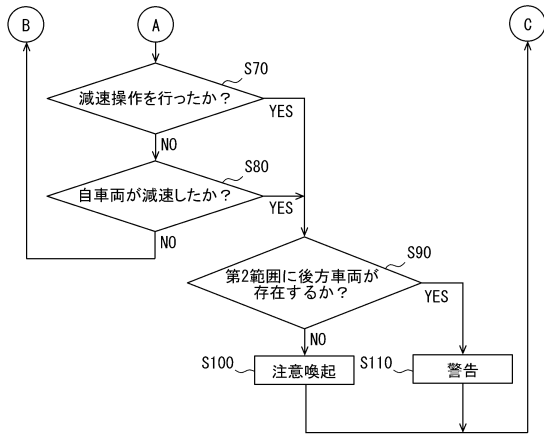 B
A
C
S70
減速操作を行ったか？
YES
NO
S80
自車両が減速したか？
YES
NO
S90
第2範囲に後方車両が
存在するか？
YES
NO
S100
注意喚起
S110
警告